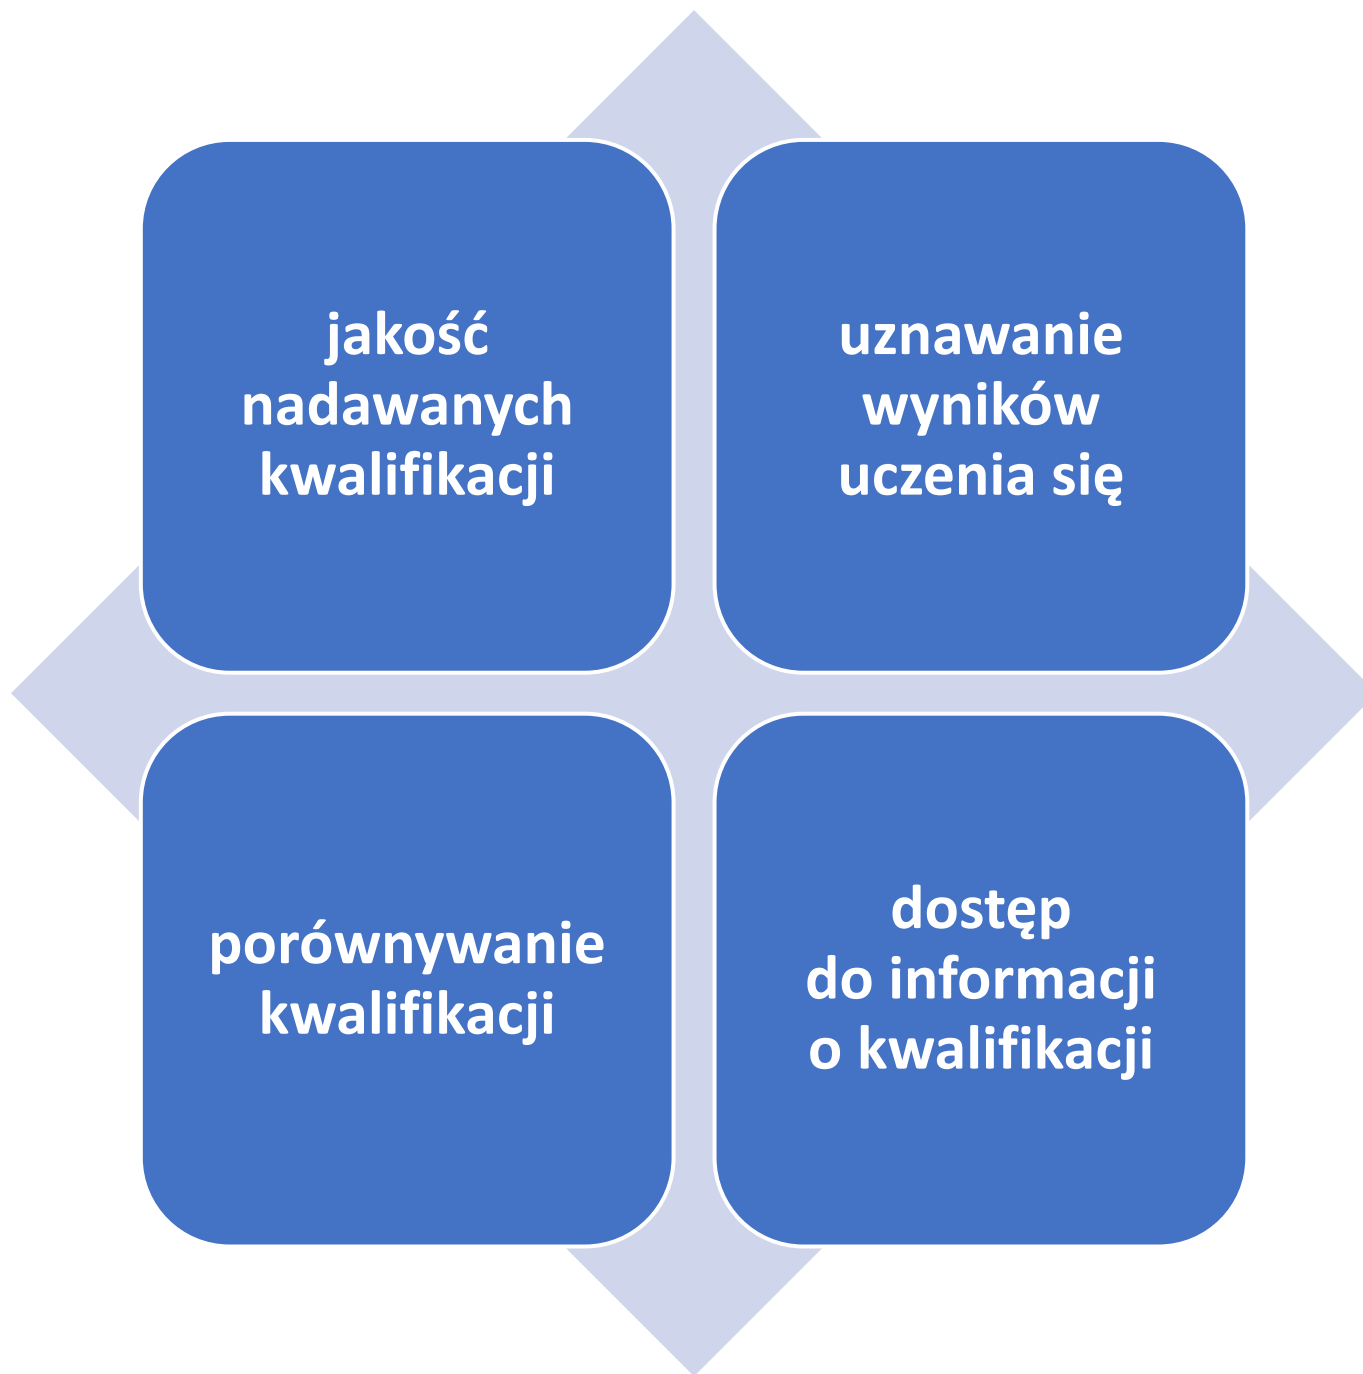 jakość
nadawanych
kwalifikacji
uznawanie
wyników
uczenia się
porównywanie
kwalifikacji
dostęp
do informacji
o kwalifikacji